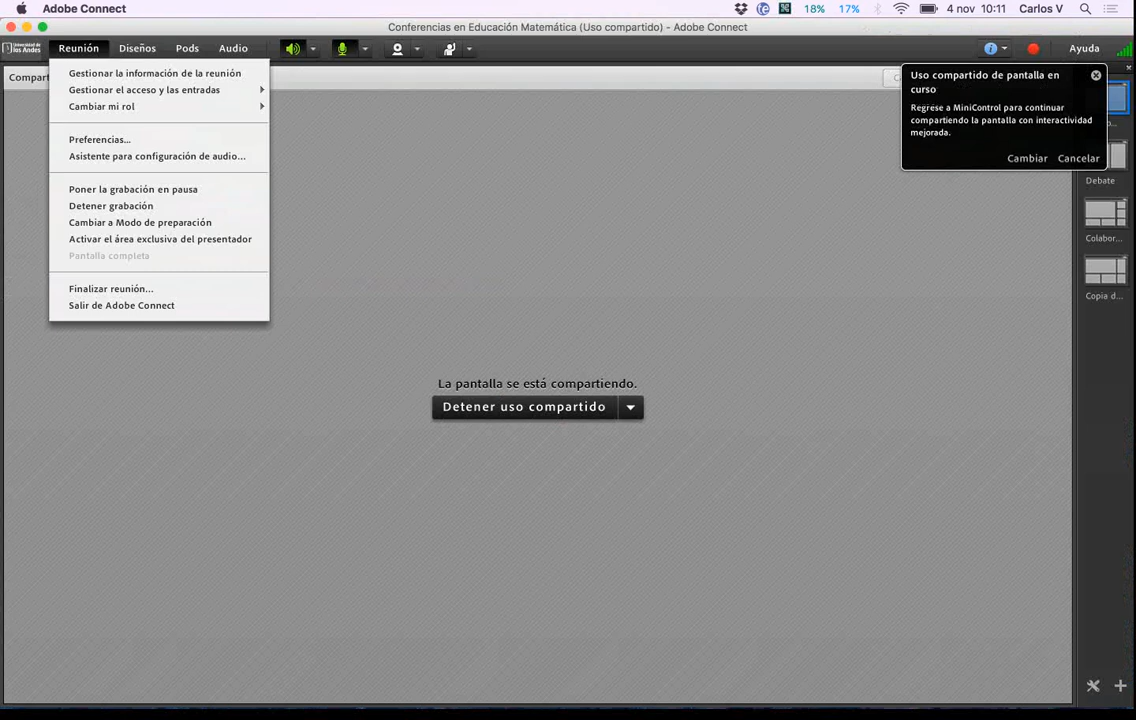 Adobe Connect
18%
17%
4 nov 10:11
Carlos V
Conferencias en Educación Matemática (Uso compartido) - Adobe Connect
Universidad de
los Andes
Reunión
Diseños
Pods
Audio
Ayuda
Compart
Gestionar la información de la reunión
Gestionar el acceso y las entradas
Cambiar mi rol
Preferencias...
Asistente para configuración de audio...
Poner la grabación en pausa
Detener grabación
Cambiar a Modo de preparación
Activar el área exclusiva del presentador
Pantalla completa
Finalizar reunión...
Salir de Adobe Connect
Uso compartido de pantalla en
curso
Regrese a MiniControl para continuar
compartiendo la pantalla con interactividad
mejorada.
Cambiar Cancelar
Debate
Colabor...
Copia d...
La pantalla se está compartiendo.
Detener uso compartido